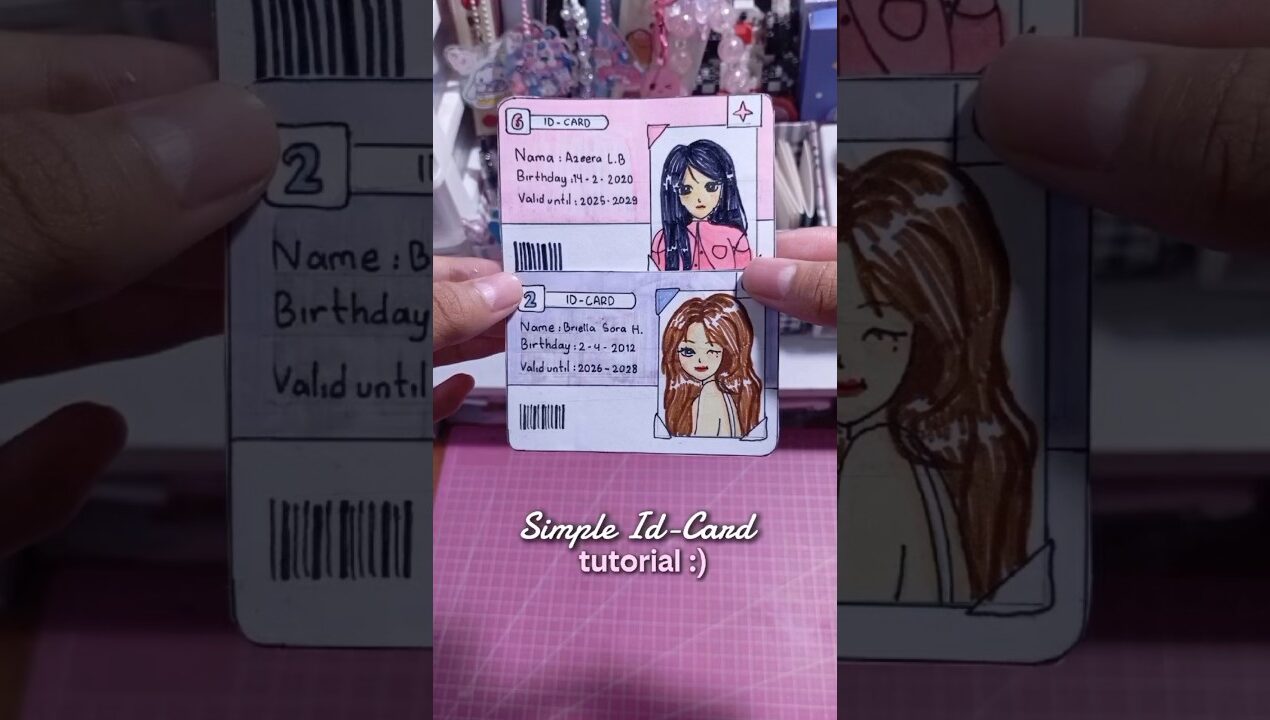 6 ID-CARD
Nama : Azeera L.B
Birthday : 14 - 2 - 2020
Valid until : 2025 - 2029
2 ID-CARD
Name : Briella Sora H.
Birthday : 2 - 4 - 2012
Valid until : 2026 - 2028
Simple Id-Card
tutorial :)
2
Name : B
Birthday
Valid until